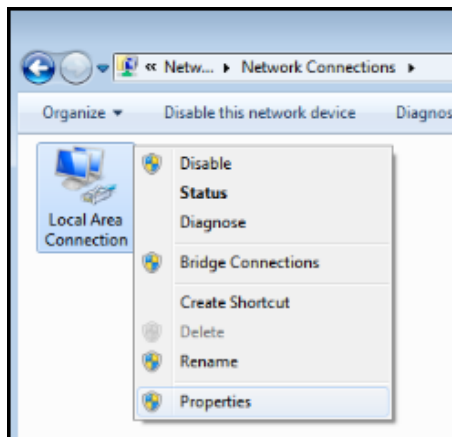 « Netw... ▸ Network Connections ▸
Organize ▾ Disable this network device Diagnos
Local Area
Connection
Disable
Status
Diagnose
Bridge Connections
Create Shortcut
Delete
Rename
Properties